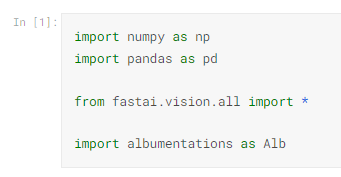 In [1]:
import numpy as np
import pandas as pd
from fastai.vision.all import *
import albumentations as Alb